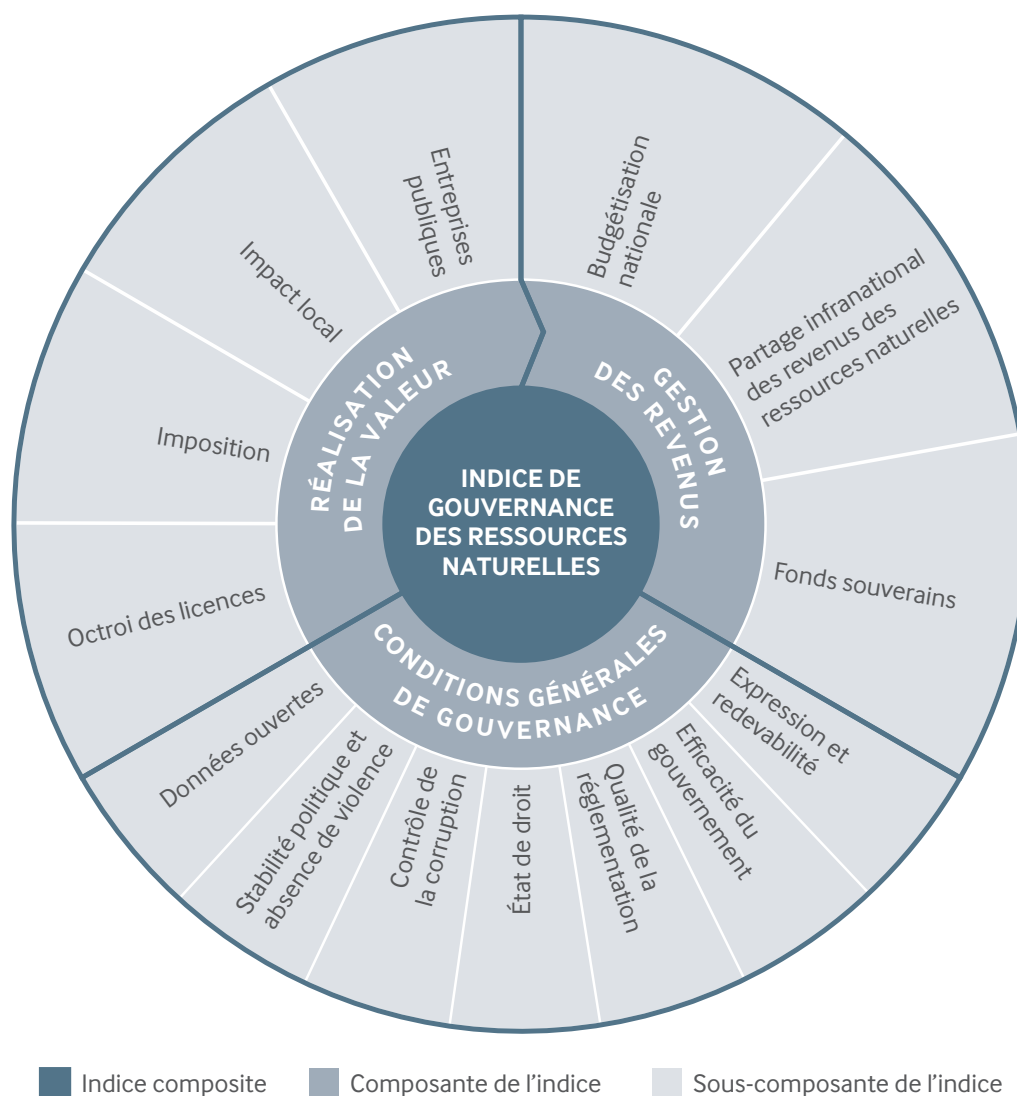 INDICE DE
GOUVERNANCE
DES RESSOURCES
NATURELLES
RÉALISATION
DE LA VALEUR
Octroi des licences
Imposition
Impact local
Entreprises
publiques
GESTION
DES REVENUS
Budgétisation
nationale
Partage infranational
des revenus des
ressources naturelles
Fonds souverains
CONDITIONS GÉNÉRALES
DE GOUVERNANCE
Expression et
redevabilité
Efficacité du
gouvernement
Qualité de la
réglementation
État de droit
Contrôle de
la corruption
Stabilité politique et
absence de violence
Données ouvertes
Indice composite
Composante de l’indice
Sous-composante de l’indice